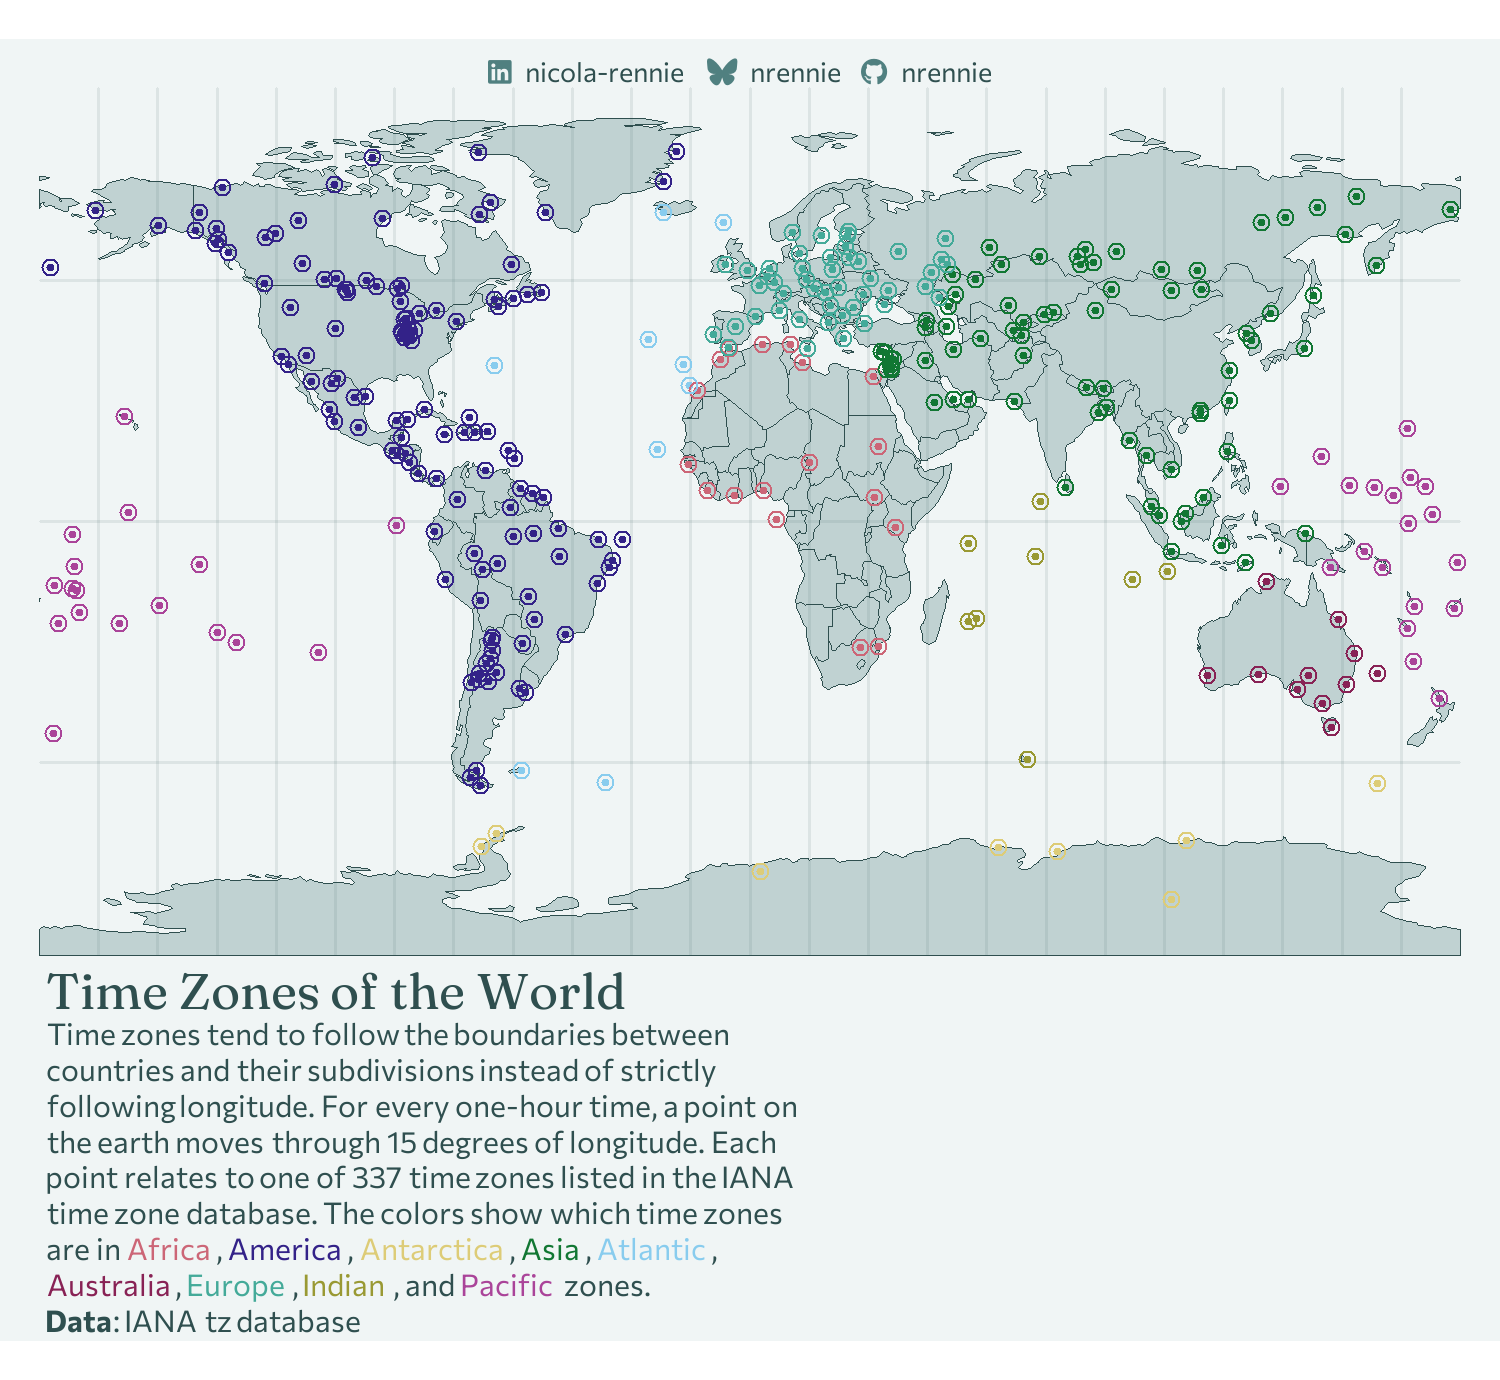 nicola-rennie nrennie nrennie
Time Zones of the World
Time zones tend to follow the boundaries between
countries and their subdivisions instead of strictly
following longitude. For every one-hour time, a point on
the earth moves through 15 degrees of longitude. Each
point relates to one of 337 time zones listed in the IANA
time zone database. The colors show which time zones
are in Africa , America , Antarctica , Asia , Atlantic ,
Australia , Europe , Indian , and Pacific zones.
Data: IANA tz database